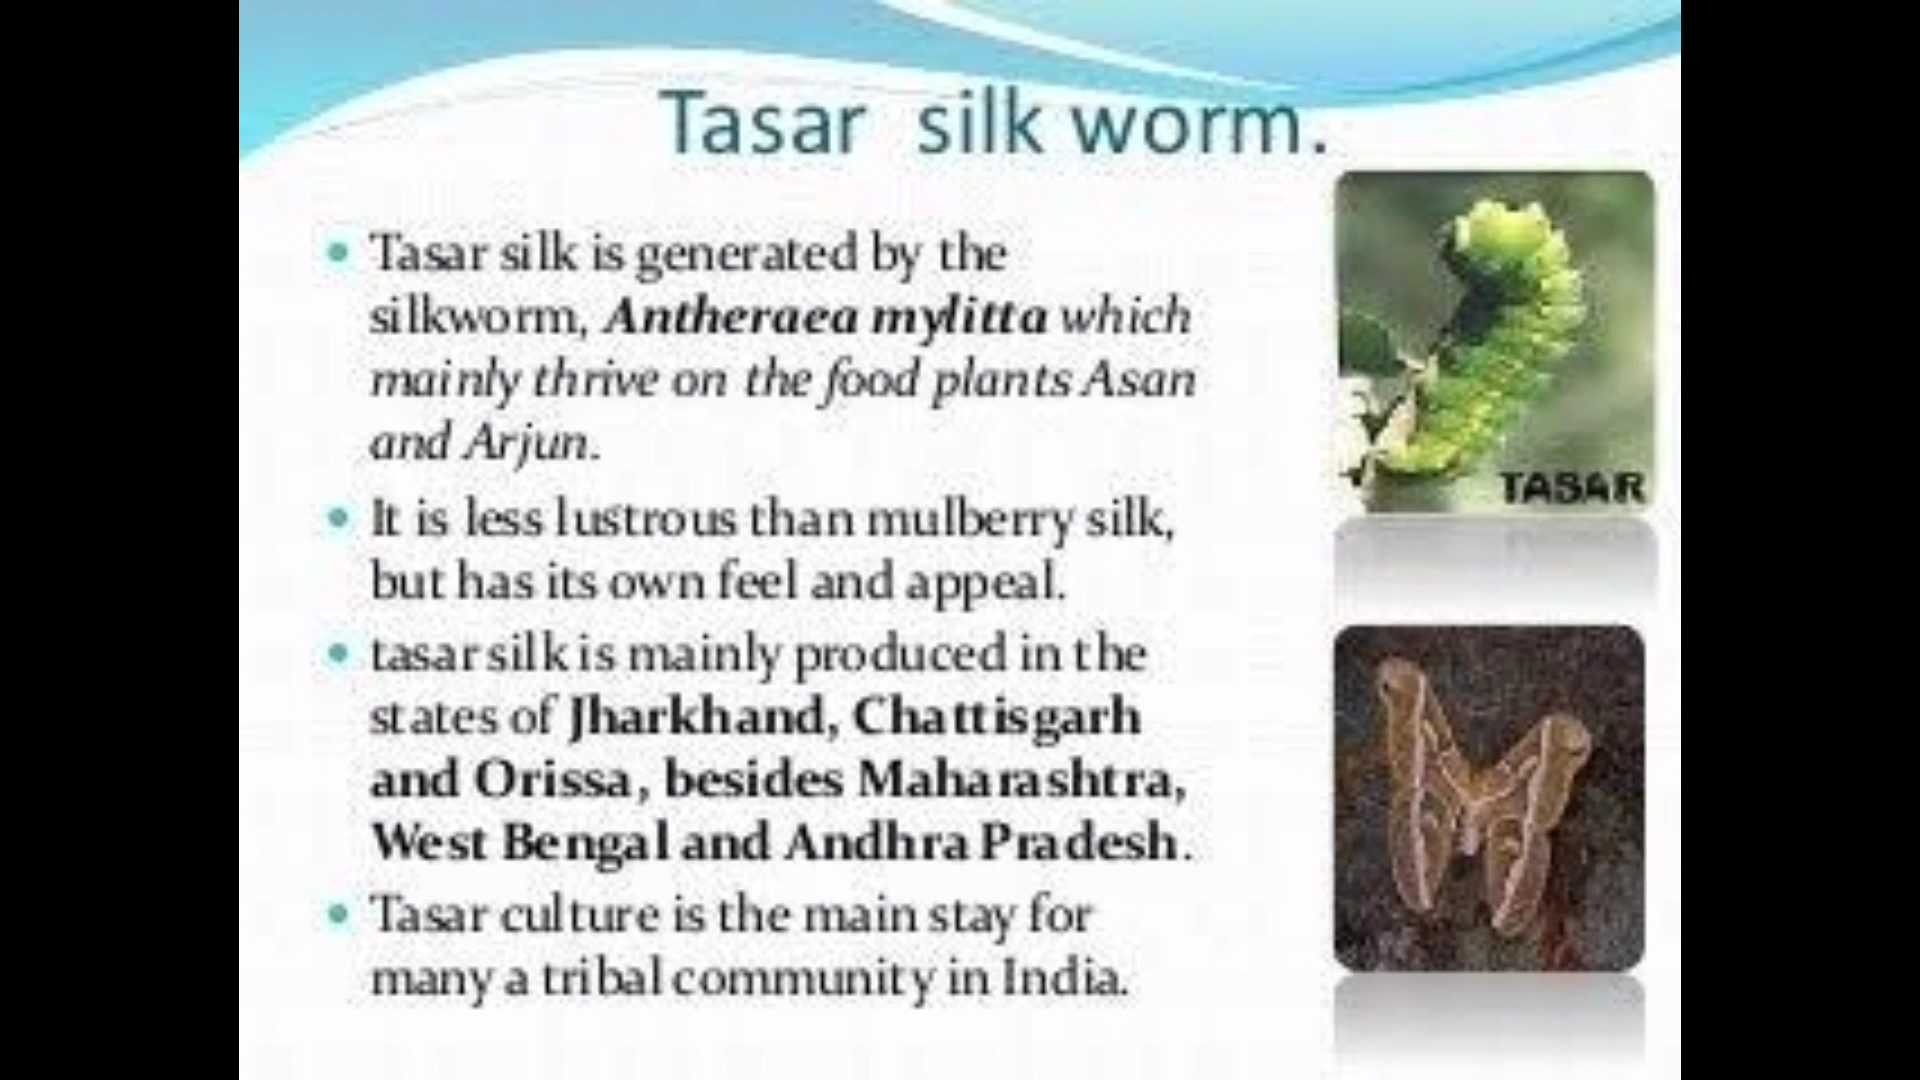 Tasar silk worm.
Tasar silk is generated by the
silkworm, Antheraea mylitta which
mainly thrive on the food plants Asan
and Arjun.
It is less lustrous than mulberry silk,
but has its own feel and appeal.
tasar silk is mainly produced in the
states of Jharkhand, Chattisgarh
and Orissa, besides Maharashtra,
West Bengal and Andhra Pradesh.
Tasar culture is the main stay for
many a tribal community in India.
TASAR